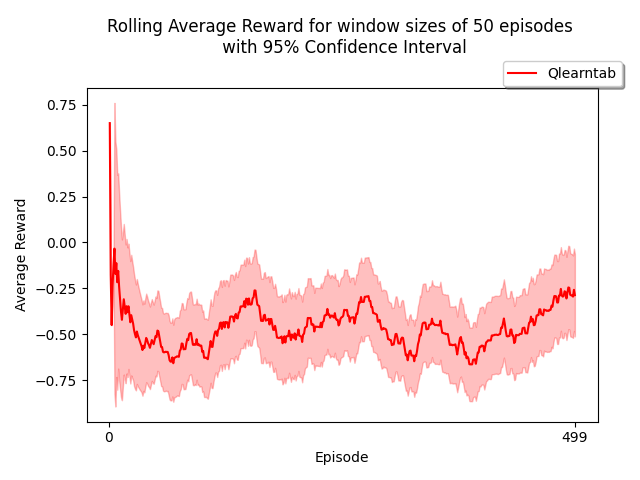 Rolling Average Reward for window sizes of 50 episodes
with 95% Confidence Interval
Qlearntab
0.75
0.50
0.25
0.00
−0.25
−0.50
−0.75
Average Reward
0 499
Episode